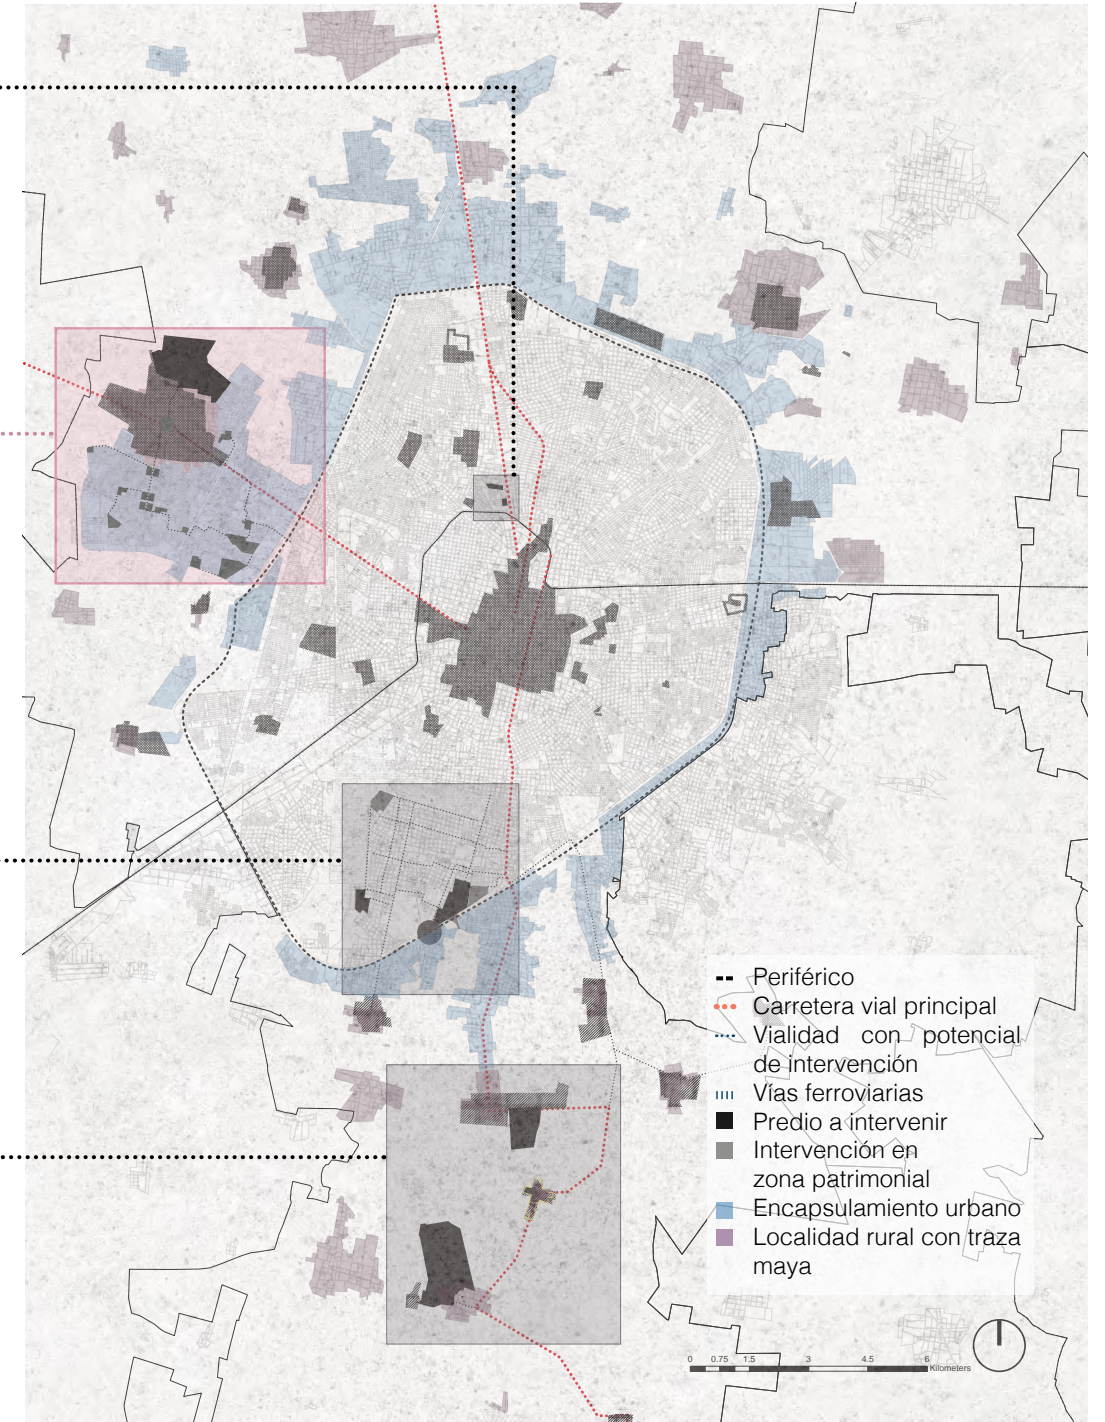 Periférico
Carretera vial principal
Vialidad con potencial
de intervención
Vías ferroviarias
Predio a intervenir
Intervención en
zona patrimonial
Encapsulamiento urbano
Localidad rural con traza
maya
0 0.75 1.5 3 4.5 6
Kilometers